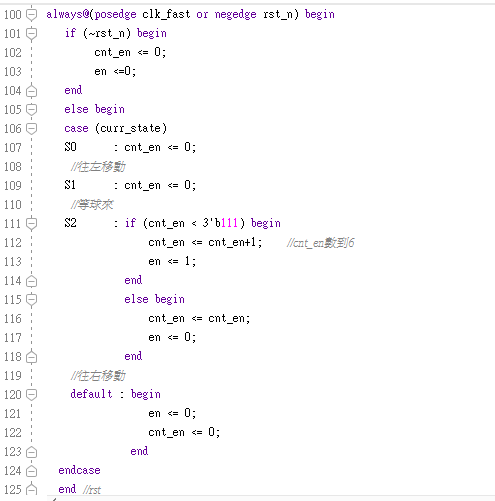 100 always@(posedge clk_fast or negedge rst_n) begin
101 if (~rst_n) begin
102 cnt_en <= 0;
103 en <=0;
104 end
105 else begin
106 case (curr_state)
107 S0 : cnt_en <= 0;
108 //往左移動
109 S1 : cnt_en <= 0;
110 //等球來
111 S2 : if (cnt_en < 3'b111) begin
112 cnt_en <= cnt_en+1; //cnt_en數到6
113 en <= 1;
114 end
115 else begin
116 cnt_en <= cnt_en;
117 en <= 0;
118 end
119 //往右移動
120 default : begin
121 en <= 0;
122 cnt_en <= 0;
123 end
124 endcase
125 end //rst